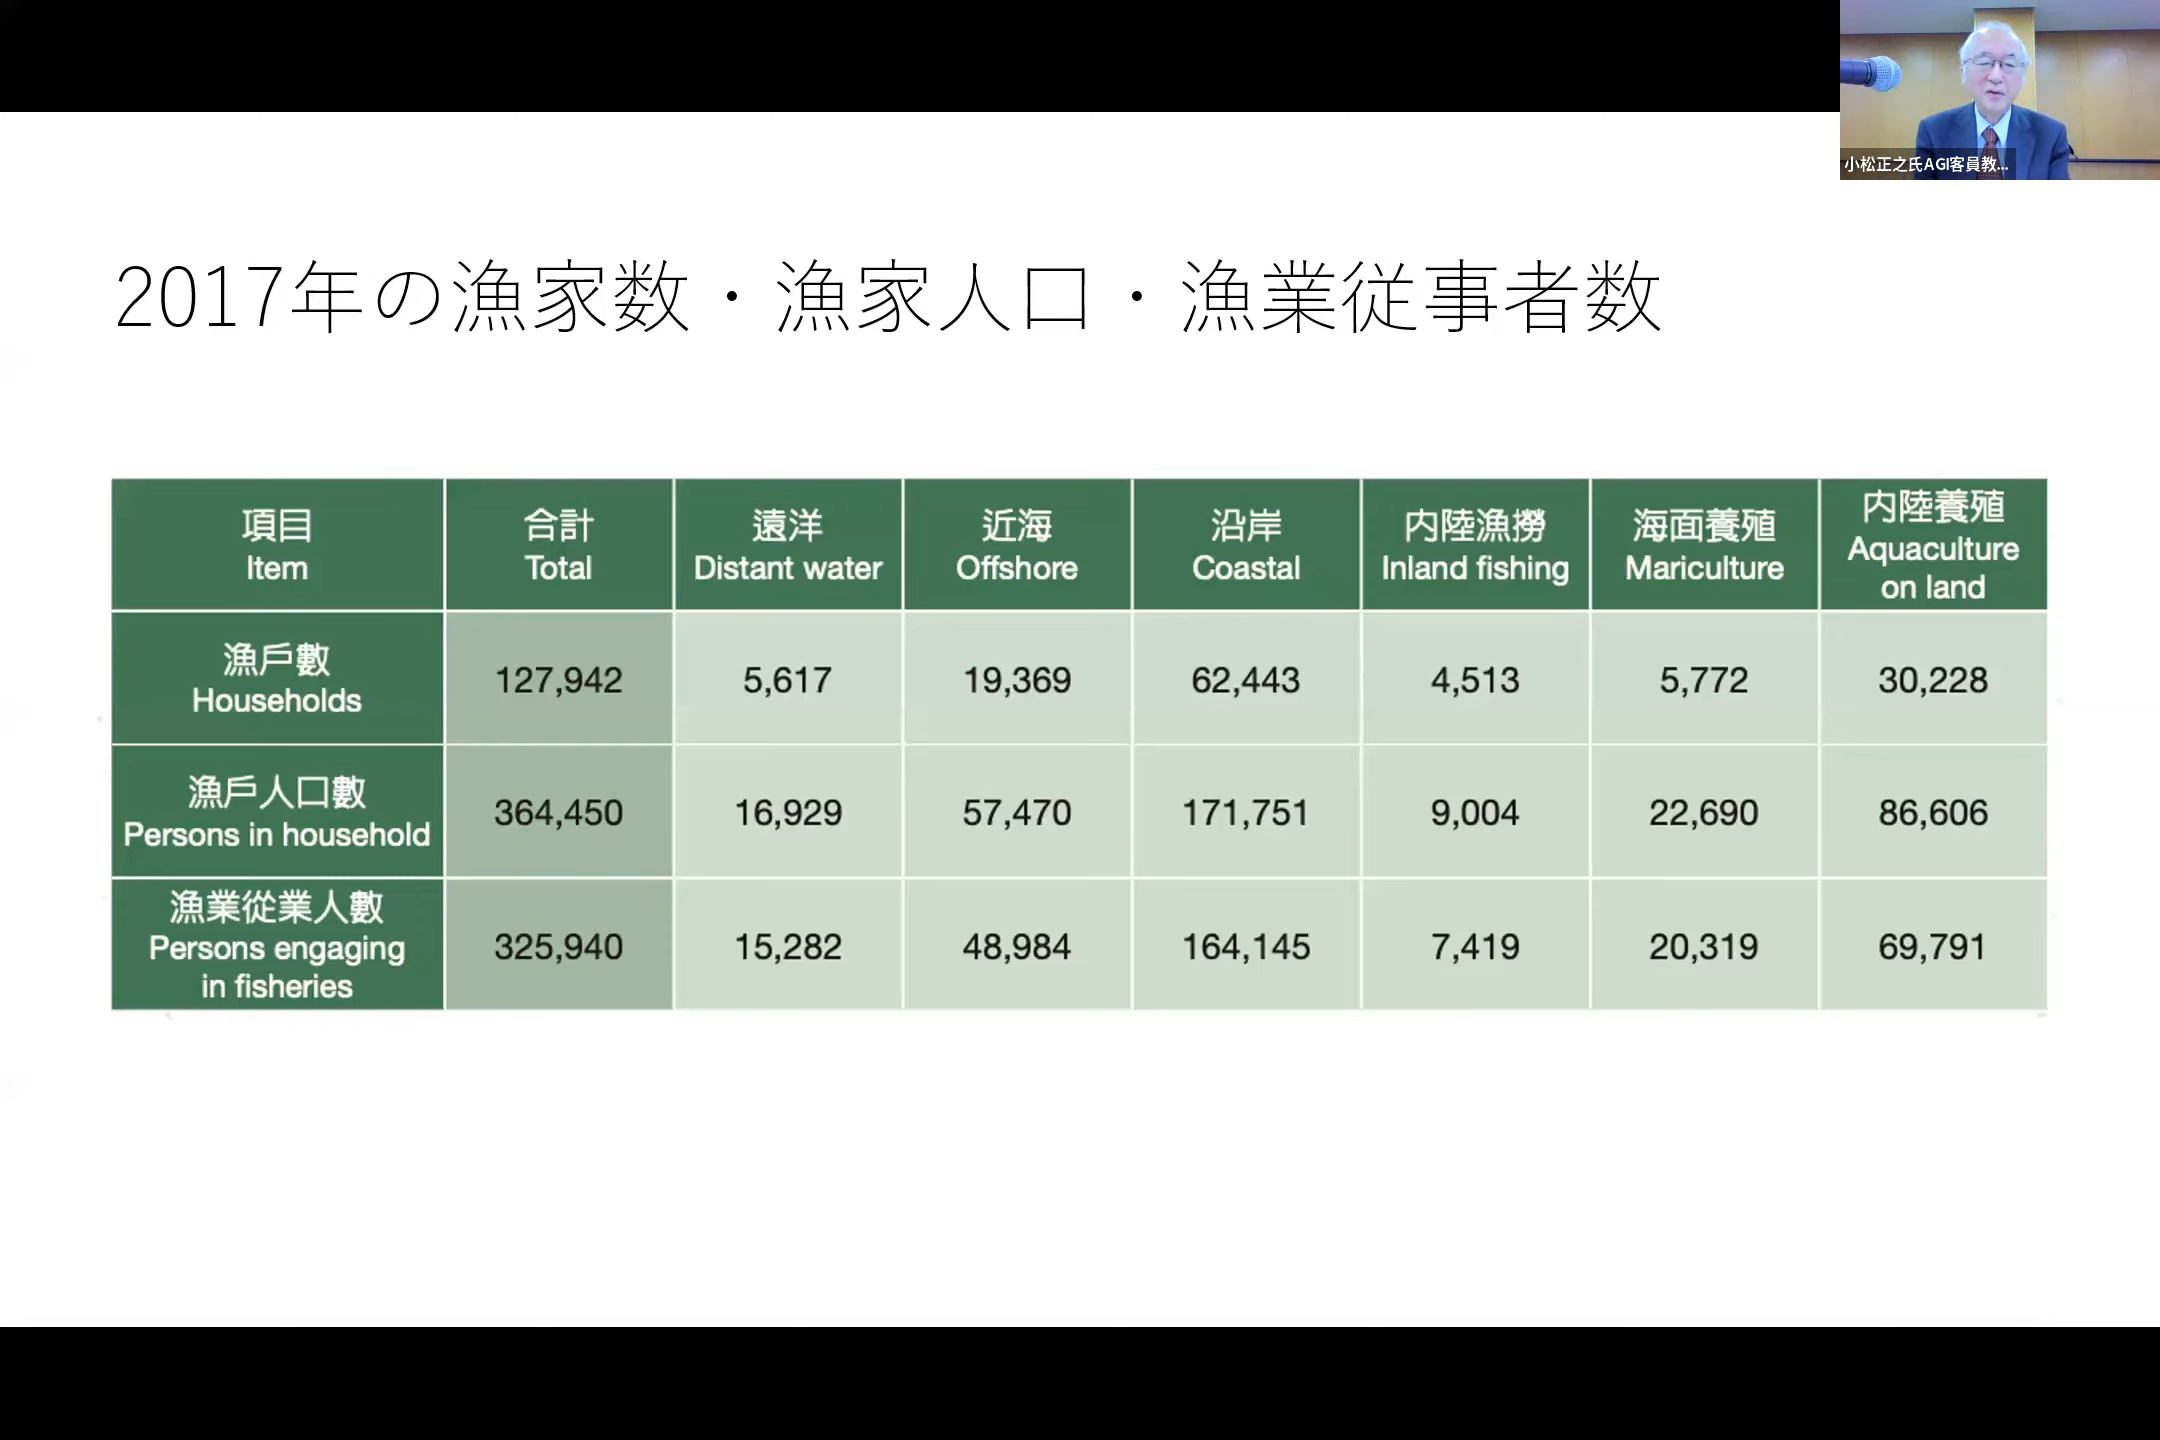 小松正之氏AGI客員教...
2017年の漁家数・漁家人口・漁業従事者数
項目
Item
合計
Total
遠洋
Distant water
近海
Offshore
沿岸
Coastal
内陸漁撈
Inland fishing
海面養殖
Mariculture
内陸養殖
Aquaculture
on land
漁戶數
Households
127,942
5,617
19,369
62,443
4,513
5,772
30,228
漁戶人口數
Persons in household
364,450
16,929
57,470
171,751
9,004
22,690
86,606
漁業從業人數
Persons engaging
in fisheries
325,940
15,282
48,984
164,145
7,419
20,319
69,791